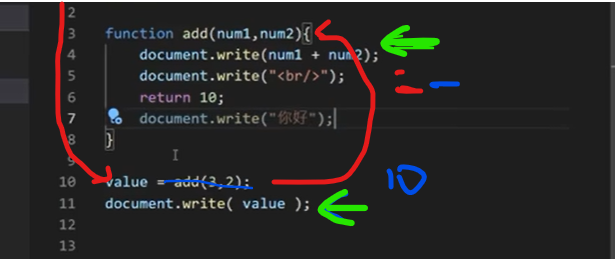 2
3 function add(num1,num2){
4 document.write(num1 + num2);
5 document.write("<br/>");
6 return 10;
7 document.write("你好");
8 }
9
10 value = add(3,2);
10
11 document.write( value );
12
13